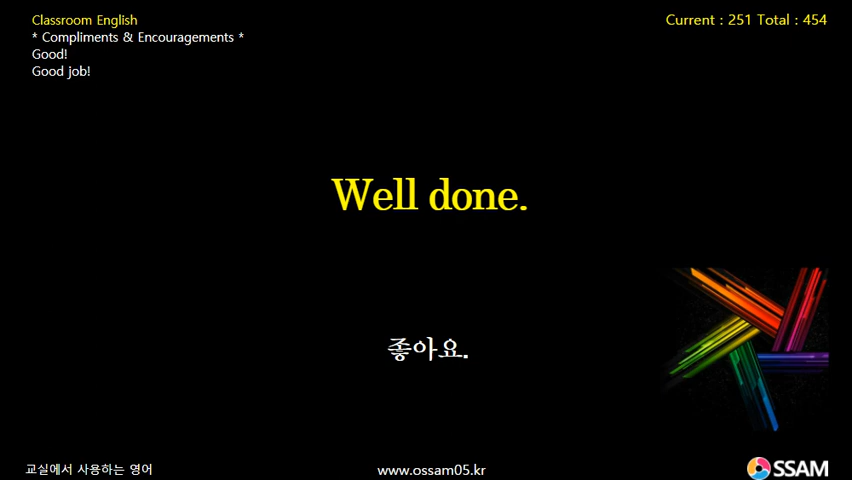 Classroom English
Current : 251 Total : 454
* Compliments & Encouragements *
Good!
Good job!
Well done.
좋아요.
교실에서 사용하는 영어
www.ossam05.kr
SSAM